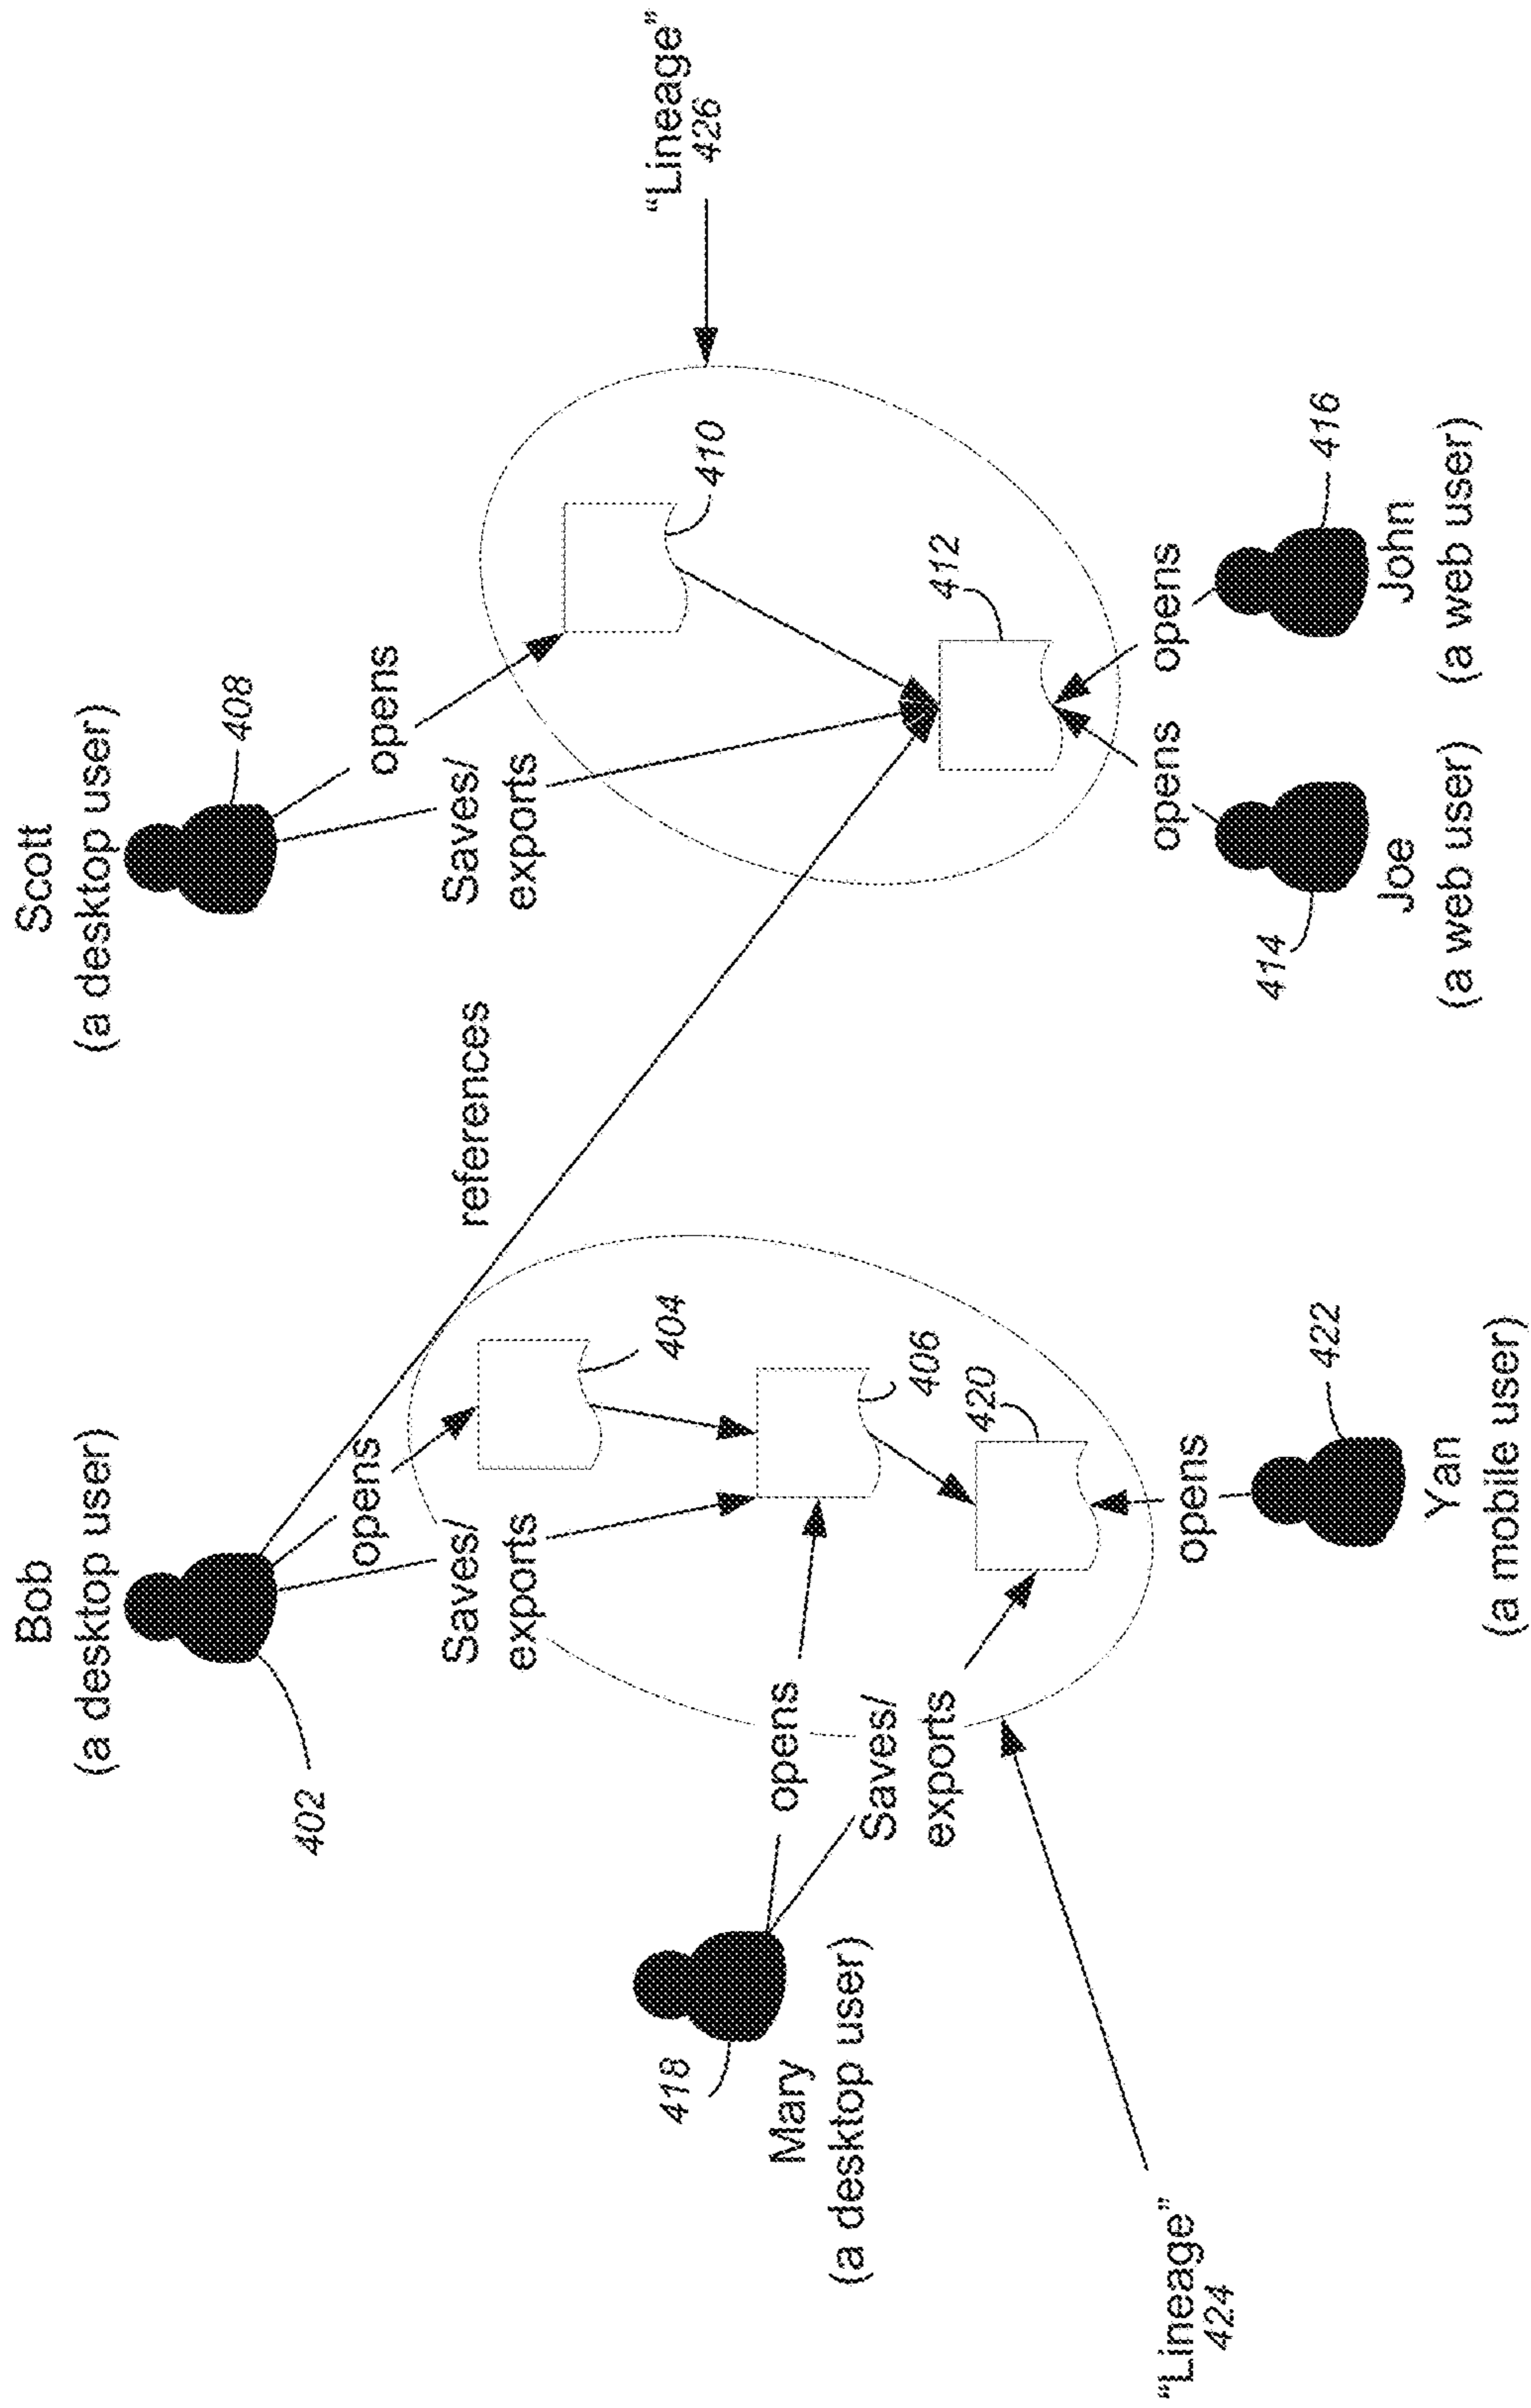 Bob
(a desktop user)
402
Scott
(a desktop user)
408
opens
Saves/
exports
references
opens
Saves/
exports
404
406
420
410
412
"Lineage"
426
418
Mary
(a desktop user)
opens
Saves/
exports
opens
422
Yan
(a mobile user)
opens
opens
414
Joe
(a web user)
416
John
(a web user)
"Lineage"
424